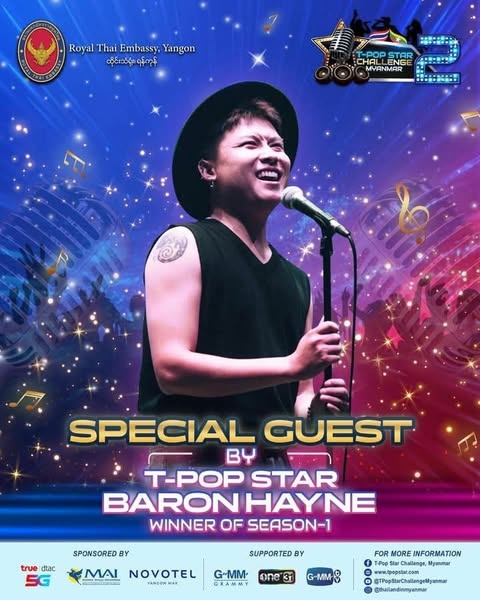 Royal Thai Embassy, Yangon
ထိုင်းသံရုံး၊ ရန်ကုန်
T-POP STAR
CHALLENGE
MYANMAR
2
SPECIAL GUEST
BY
T-POP STAR
BARON HAYNE
WINNER OF SEASON-1
SPONSORED BY
true dtac
5G
MAI
NOVOTEL
YANGON MAX
SUPPORTED BY
GMM
GRAMMY
one31
GMM
TV
FOR MORE INFORMATION
T-Pop Star Challenge, Myanmar
www.tpopstar.com
@TPopStarChallengeMyanmar
@thailandinmyanmar